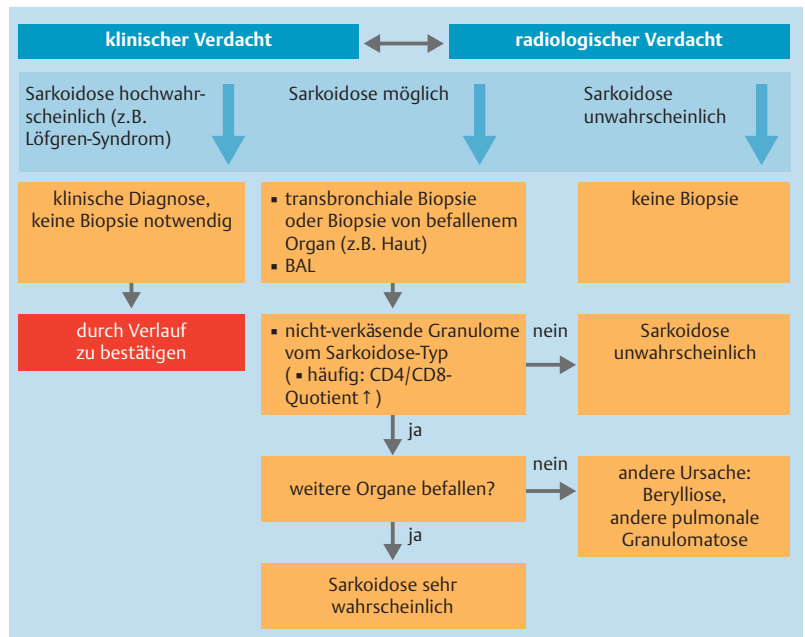 klinischer Verdacht
radiologischer Verdacht
Sarkoidose hochwahr-
scheinlich (z.B.
Löfgren-Syndrom)
Sarkoidose möglich
Sarkoidose
unwahrscheinlich
klinische Diagnose,
keine Biopsie notwendig
▪ transbronchiale Biopsie
oder Biopsie von befallenem
Organ (z.B. Haut)
▪ BAL
keine Biopsie
durch Verlauf
zu bestätigen
▪ nicht-verkäsende Granulome
vom Sarkoidose-Typ
( ▪ häufig: CD4/CD8-
Quotient ↑ )
nein
Sarkoidose
unwahrscheinlich
ja
weitere Organe befallen?
nein
andere Ursache:
Berylliose,
andere pulmonale
Granulomatose
ja
Sarkoidose sehr
wahrscheinlich